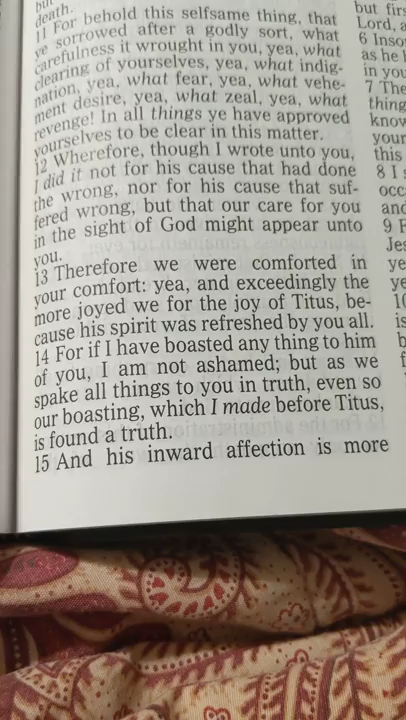 but
death.
11 For behold this selfsame thing, that
ye sorrowed after a godly sort, what
carefulness it wrought in you, yea, what
clearing of yourselves, yea, what indig-
nation, yea, what fear, yea, what vehe-
ment desire, yea, what zeal, yea, what
revenge! In all things ye have approved
yourselves to be clear in this matter.
12 Wherefore, though I wrote unto you,
I did it not for his cause that had done
the wrong, nor for his cause that suf-
fered wrong, but that our care for you
in the sight of God might appear unto
you.
13 Therefore we were comforted in
your comfort: yea, and exceedingly the
more joyed we for the joy of Titus, be-
cause his spirit was refreshed by you all.
14 For if I have boasted any thing to him
of you, I am not ashamed; but as we
spake all things to you in truth, even so
our boasting, which I made before Titus,
is found a truth.
15 And his inward affection is more
but firs
Lord, a
6 Inso
as he
in you
7 The
thing
know
your
this
8 I
occ
and
9 F
Jes
ye
ye
10
is
b
f